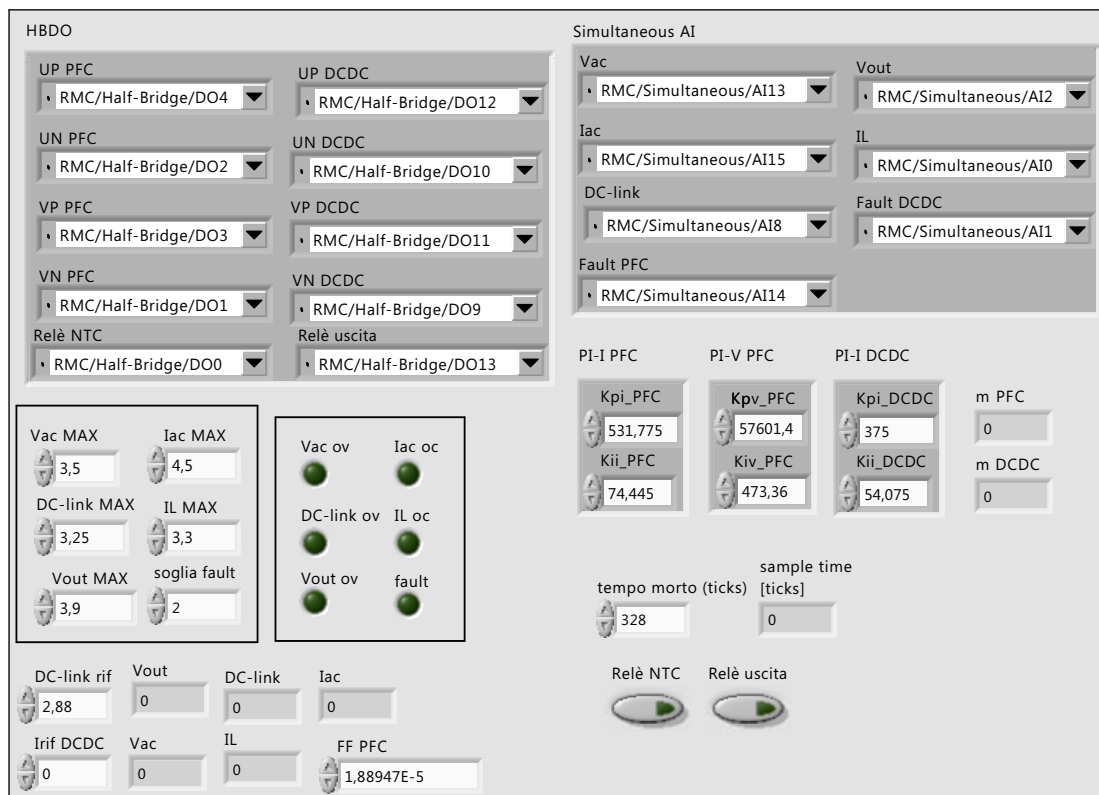 HBDO
UP PFC
RMC/Half-Bridge/DO4
UP DCDC
RMC/Half-Bridge/DO12
UN PFC
RMC/Half-Bridge/DO2
UN DCDC
RMC/Half-Bridge/DO10
VP PFC
RMC/Half-Bridge/DO3
VP DCDC
RMC/Half-Bridge/DO11
VN PFC
RMC/Half-Bridge/DO1
VN DCDC
RMC/Half-Bridge/DO9
Relè NTC
RMC/Half-Bridge/DO0
Relè uscita
RMC/Half-Bridge/DO13
Simultaneous AI
Vac
RMC/Simultaneous/AI13
Vout
RMC/Simultaneous/AI2
Iac
RMC/Simultaneous/AI15
IL
RMC/Simultaneous/AI0
DC-link
RMC/Simultaneous/AI8
Fault DCDC
RMC/Simultaneous/AI1
Fault PFC
RMC/Simultaneous/AI14
PI-I PFC
Kpi_PFC
531,775
Kii_PFC
74,445
PI-V PFC
Kpv_PFC
57601,4
Kiv_PFC
473,36
PI-I DCDC
Kpi_DCDC
375
Kii_DCDC
54,075
m PFC
0
m DCDC
0
Vac MAX
3,5
Iac MAX
4,5
DC-link MAX
3,25
IL MAX
3,3
Vout MAX
3,9
soglia fault
2
Vac ov
Iac oc
DC-link ov
IL oc
Vout ov
fault
tempo morto (ticks)
328
sample time
[ticks]
0
Relè NTC
Relè uscita
DC-link rif
2,88
Vout
0
DC-link
0
Iac
0
Irif DCDC
0
Vac
0
IL
0
FF PFC
1,88947E-5